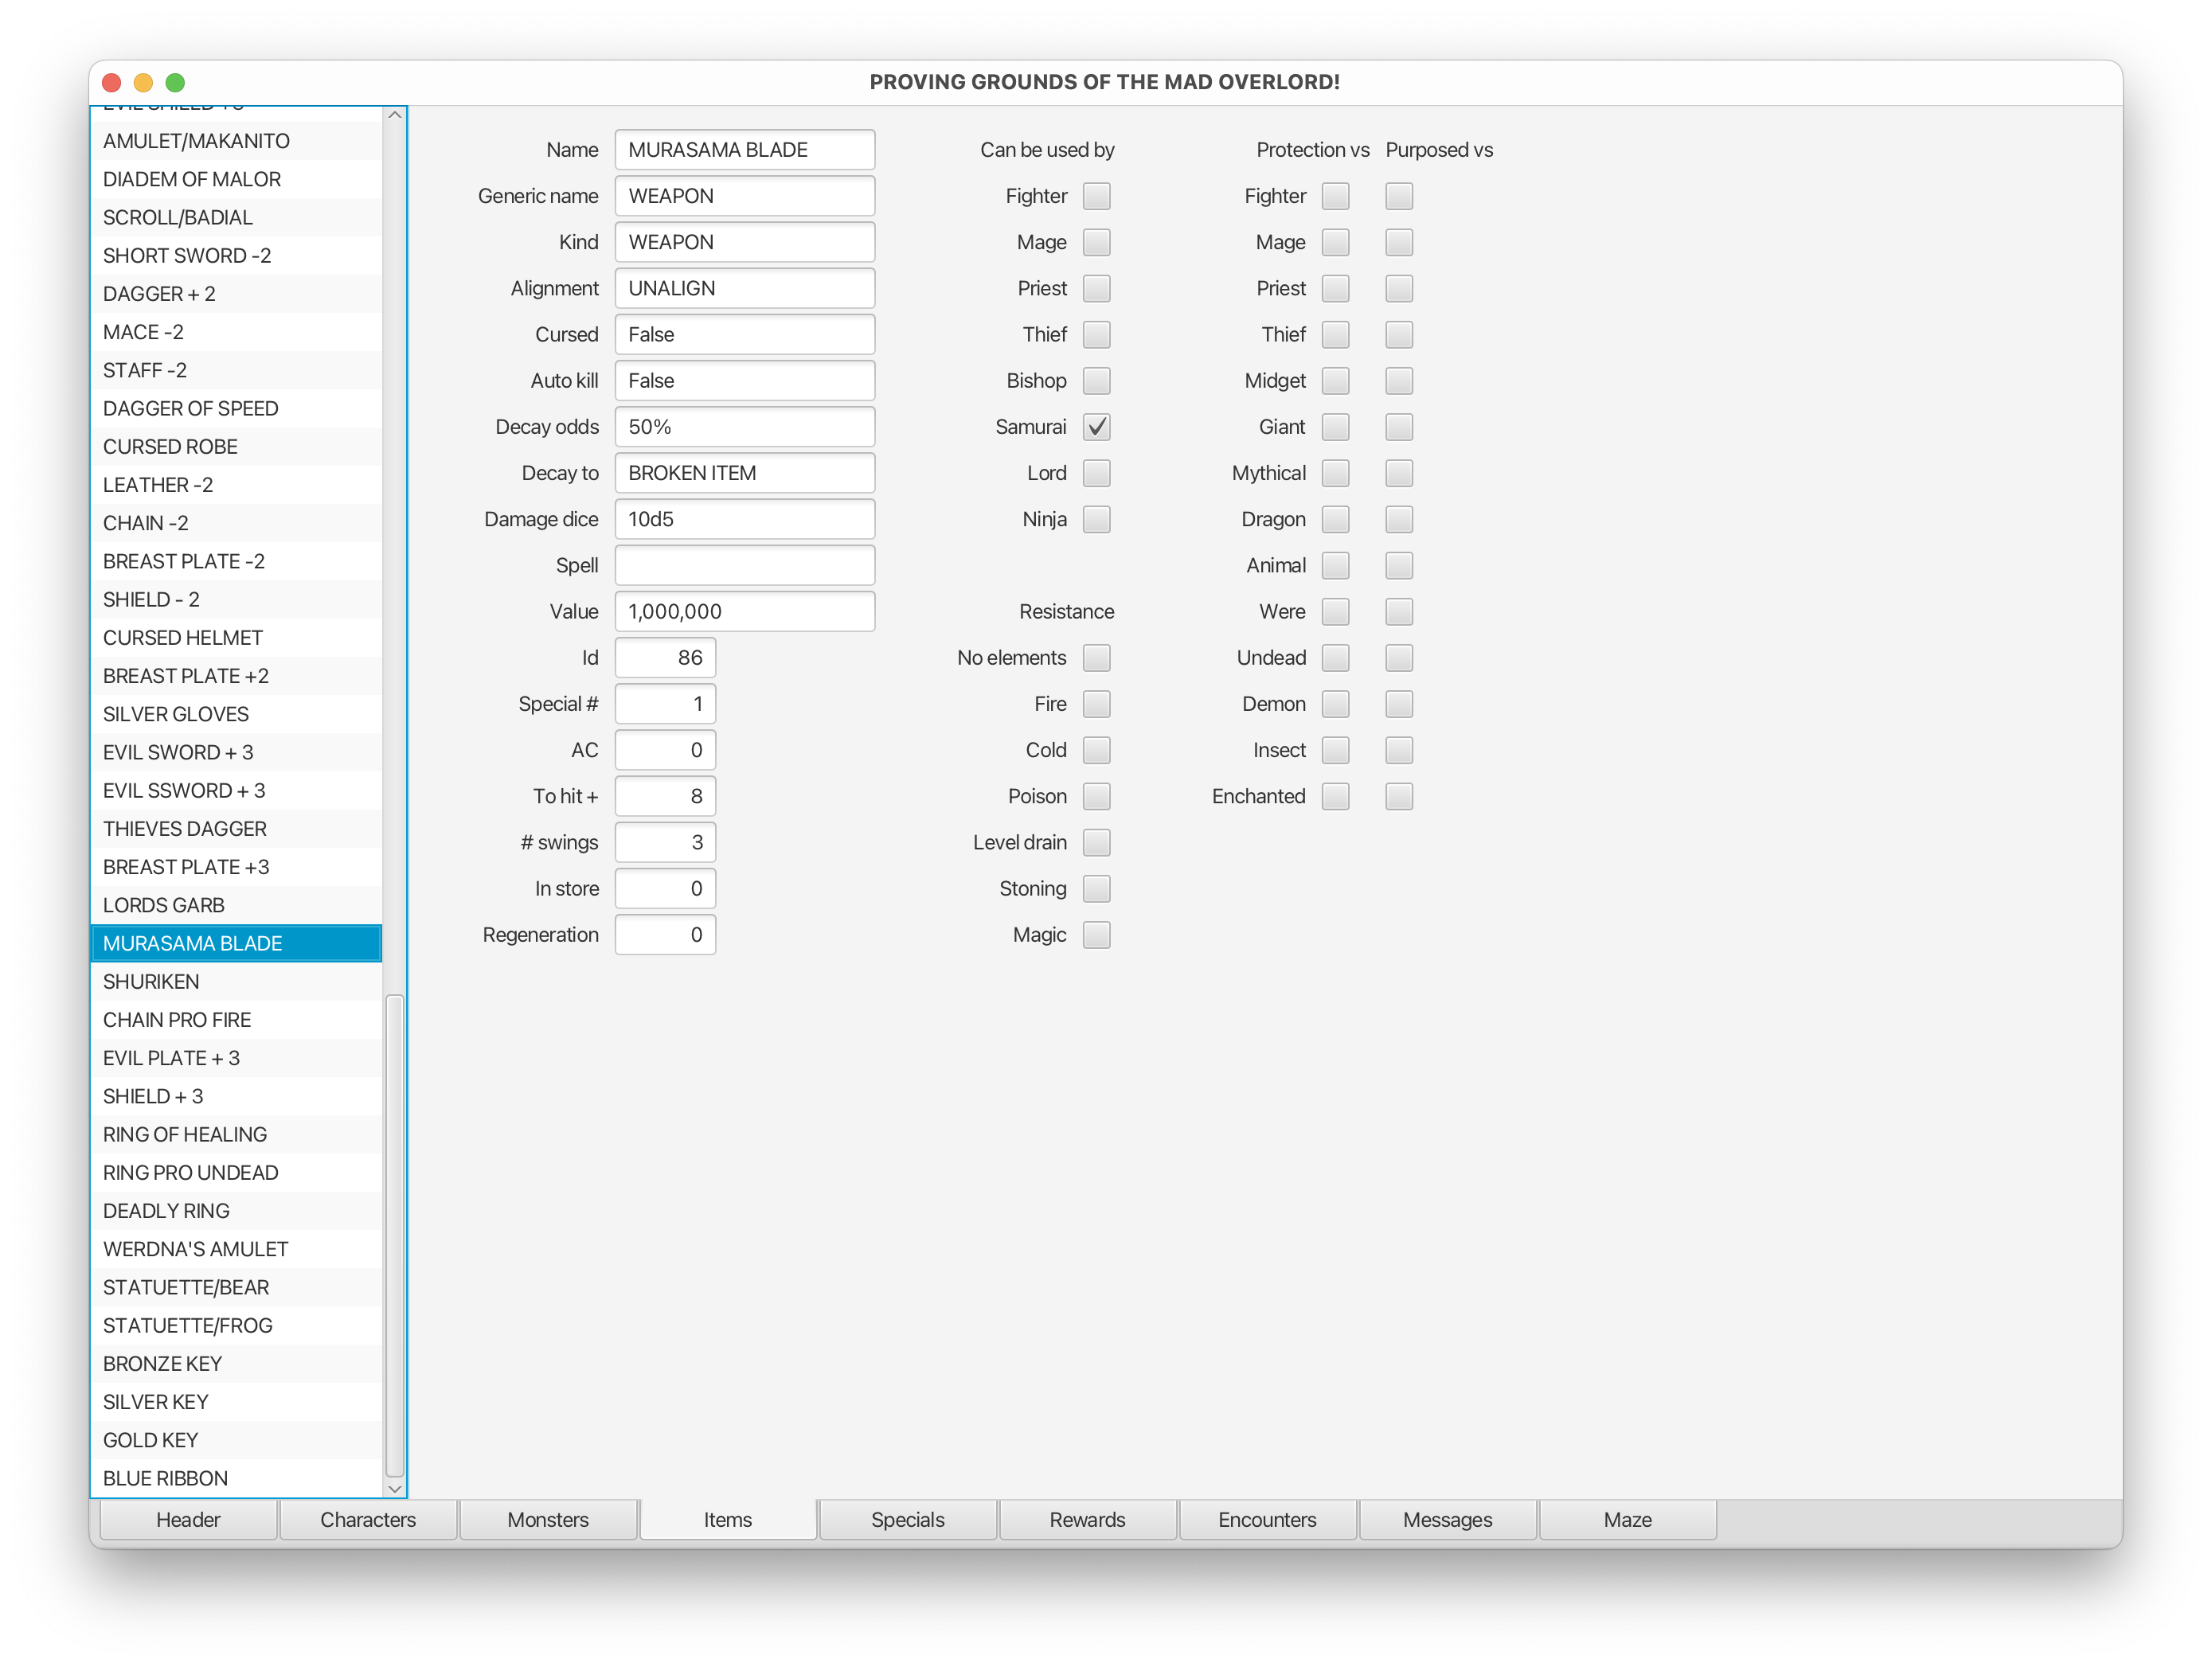 PROVING GROUNDS OF THE MAD OVERLORD!
AMULET/MAKANITO
DIADEM OF MALOR
SCROLL/BADIAL
SHORT SWORD -2
DAGGER + 2
MACE -2
STAFF -2
DAGGER OF SPEED
CURSED ROBE
LEATHER -2
CHAIN -2
BREAST PLATE -2
SHIELD - 2
CURSED HELMET
BREAST PLATE +2
SILVER GLOVES
EVIL SWORD + 3
EVIL SSWORD + 3
THIEVES DAGGER
BREAST PLATE +3
LORDS GARB
MURASAMA BLADE
SHURIKEN
CHAIN PRO FIRE
EVIL PLATE + 3
SHIELD + 3
RING OF HEALING
RING PRO UNDEAD
DEADLY RING
WERDNA'S AMULET
STATUETTE/BEAR
STATUETTE/FROG
BRONZE KEY
SILVER KEY
GOLD KEY
BLUE RIBBON
Name MURASAMA BLADE
Generic name WEAPON
Kind WEAPON
Alignment UNALIGN
Cursed False
Auto kill False
Decay odds 50%
Decay to BROKEN ITEM
Damage dice 10d5
Spell
Value 1,000,000
Id 86
Special # 1
AC 0
To hit + 8
# swings 3
In store 0
Regeneration 0
Can be used by
Fighter
Mage
Priest
Thief
Bishop
Samurai
Lord
Ninja
Resistance
No elements
Fire
Cold
Poison
Level drain
Stoning
Magic
Protection vs Purposed vs
Fighter
Mage
Priest
Thief
Midget
Giant
Mythical
Dragon
Animal
Were
Undead
Demon
Insect
Enchanted
Header Characters Monsters Items Specials Rewards Encounters Messages Maze